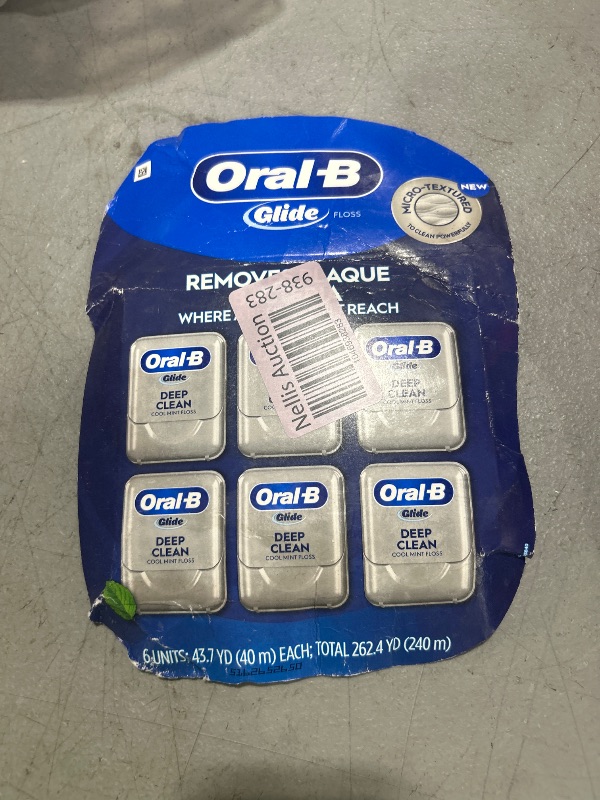 Oral-B
Glide FLOSS
NEW
MICRO-TEXTURED
TO CLEAN POWERFULLY
REMOVE AQUE
WHERE REACH
938-283
Nellis Auction
Oral-B
Glide
DEEP
CLEAN
COOL MINT FLOSS
Oral-B
Glide
DEEP
CLEAN
COOL MINT FLOSS
Oral-B
Glide
DEEP
CLEAN
COOL MINT FLOSS
Oral-B
Glide
DEEP
CLEAN
COOL MINT FLOSS
Oral-B
Glide
DEEP
CLEAN
COOL MINT FLOSS
6 UNITS; 43.7 YD (40 m) EACH; TOTAL 262.4 YD (240 m)